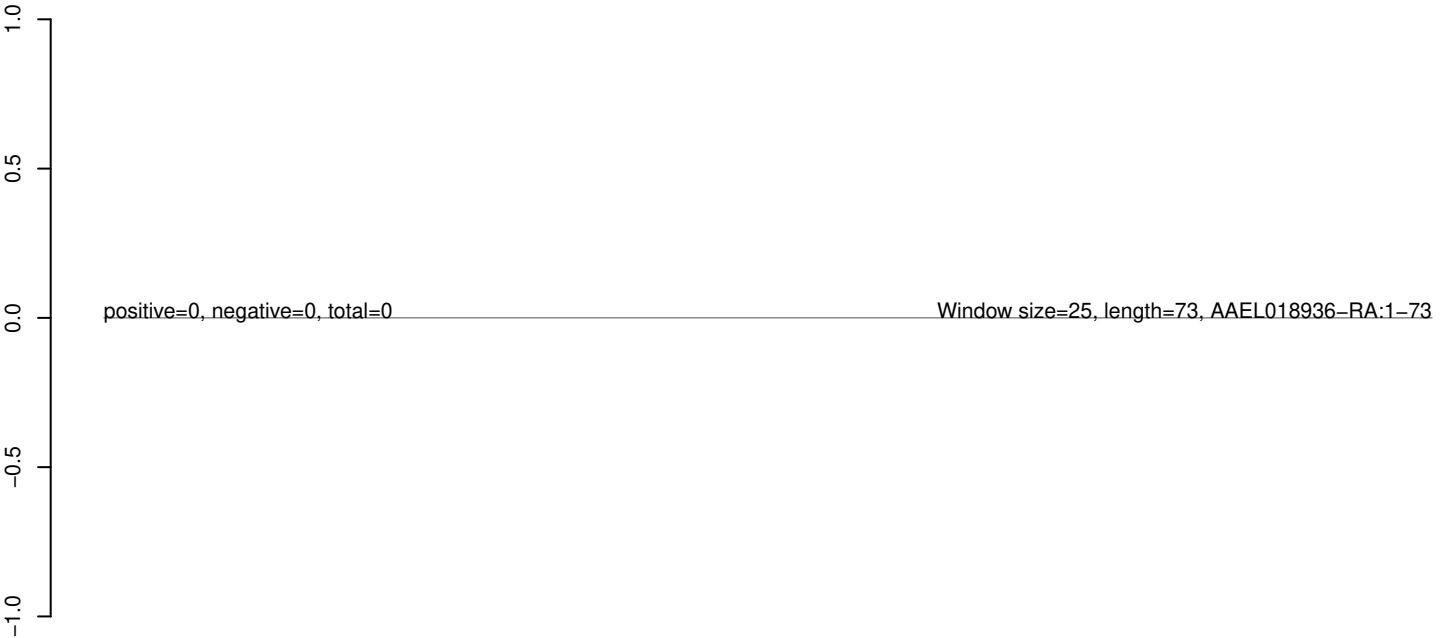 1.0
0.5
0.0
−0.5
−1.0
positive=0, negative=0, total=0
Window size=25, length=73, AAEL018936−RA:1−73